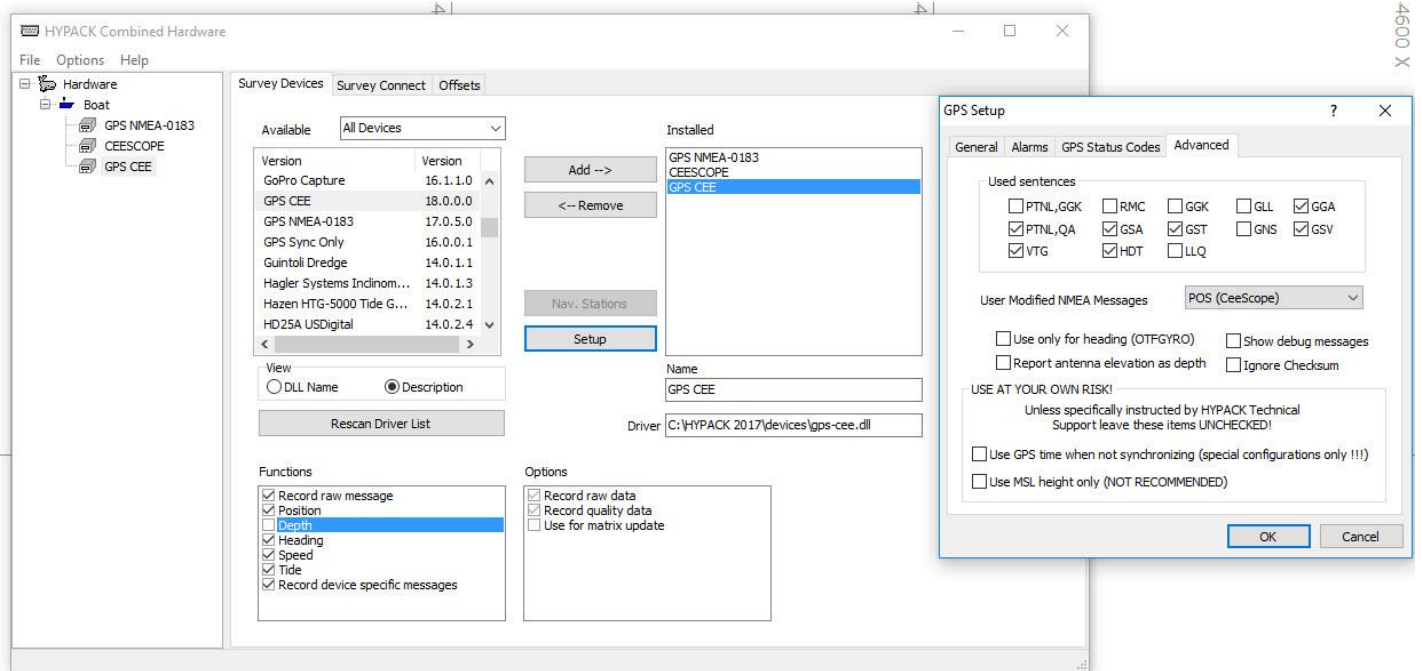 HYPACK Combined Hardware
File Options Help
Hardware
Boat
GPS NMEA-0183
CEESCOPE
GPS CEE
Survey Devices Survey Connect Offsets
Available All Devices
Version Version
GoPro Capture 16.1.1.0
GPS CEE 18.0.0.0
GPS NMEA-0183 17.0.5.0
GPS Sync Only 16.0.0.1
Guintoli Dredge 14.0.1.1
Hagler Systems Inclinom... 14.0.1.3
Hazen HTG-5000 Tide G... 14.0.2.1
HD25A USDigital 14.0.2.4
View
DLL Name Description
Rescan Driver List
Add -->
<-- Remove
Nav. Stations
Setup
Installed
GPS NMEA-0183
CEESCOPE
GPS CEE
Name
GPS CEE
Driver C:\HYPACK 2017\devices\gps-cee.dll
Functions
Record raw message
Position
Depth
Heading
Speed
Tide
Record device specific messages
Options
Record raw data
Record quality data
Use for matrix update
GPS Setup ?
General Alarms GPS Status Codes Advanced
Used sentences
PTNL,GGK RMC GGK GLL GGA
PTNL,QA GSA GST GNS GSV
VTG HDT LLQ
User Modified NMEA Messages POS (CeeScope)
Use only for heading (OTFGYRO) Show debug messages
Report antenna elevation as depth Ignore Checksum
USE AT YOUR OWN RISK!
Unless specifically instructed by HYPACK Technical
Support leave these items UNCHECKED!
Use GPS time when not synchronizing (special configurations only !!!)
Use MSL height only (NOT RECOMMENDED)
OK Cancel
4600 X